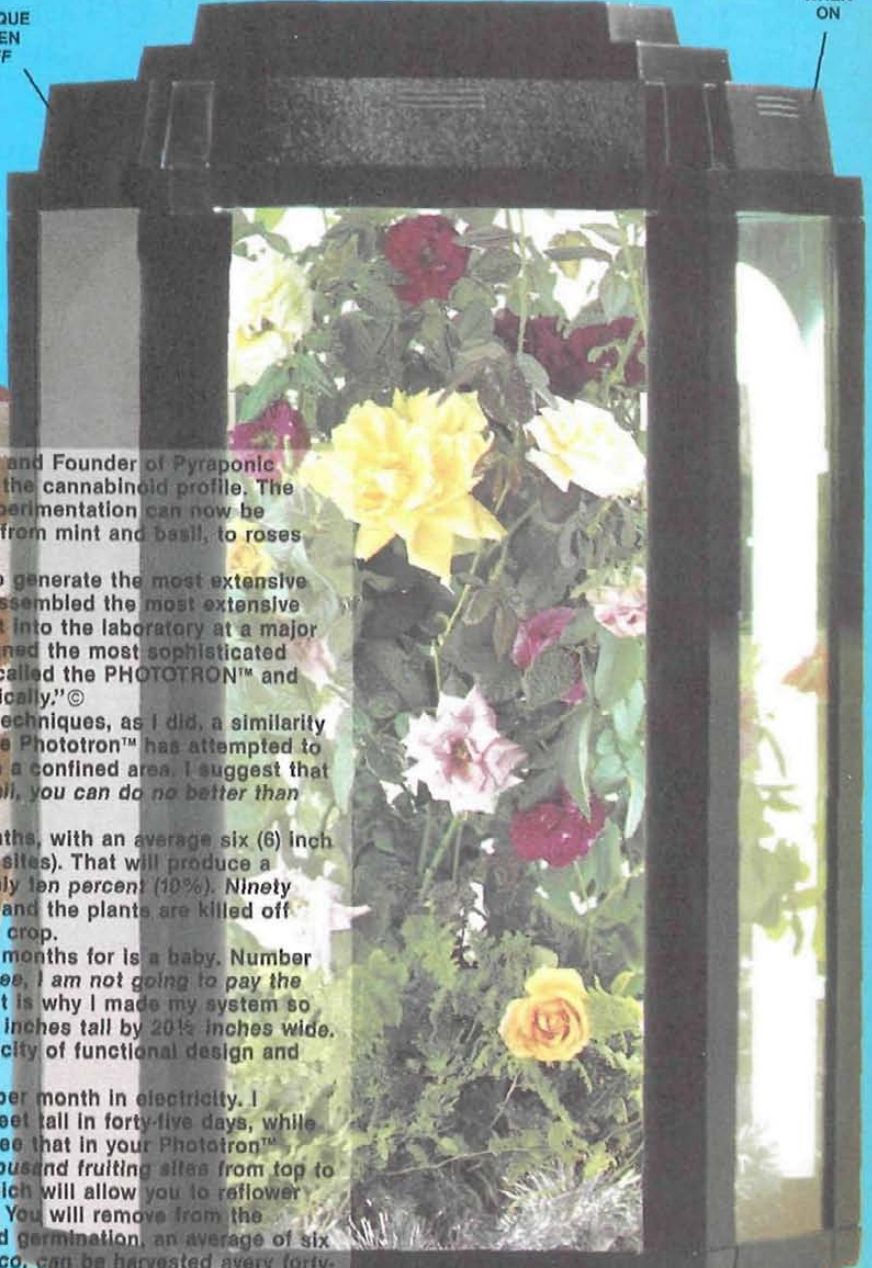 ON
and Founder of Pyraponic
the cannabinoid profile. The
perimentation can now be
from mint and basil, to roses
generate the most extensive
ssembled the most extensive
into the laboratory at a major
ned the most sophisticated
called the PHOTOTRON™ and
ically."©
echniques, as I did, a similarity
e Phototron™ has attempted to
a confined area. I suggest that
you can do no better than
ths, with an average six (6) inch
sites). That will produce a
ly ten percent (10%). Ninety
and the plants are killed off
crop.
months for is a baby. Number
ee, I am not going to pay the
t is why I made my system so
inches tall by 20½ inches wide.
city of functional design and
per month in electricity. I
eet tall in forty-five days, while
ee that in your Phototron™
ousand fruiting sites from top to
ich will allow you to reflower
You will remove from the
d germination, an average of six
co, can be harvested every forty-